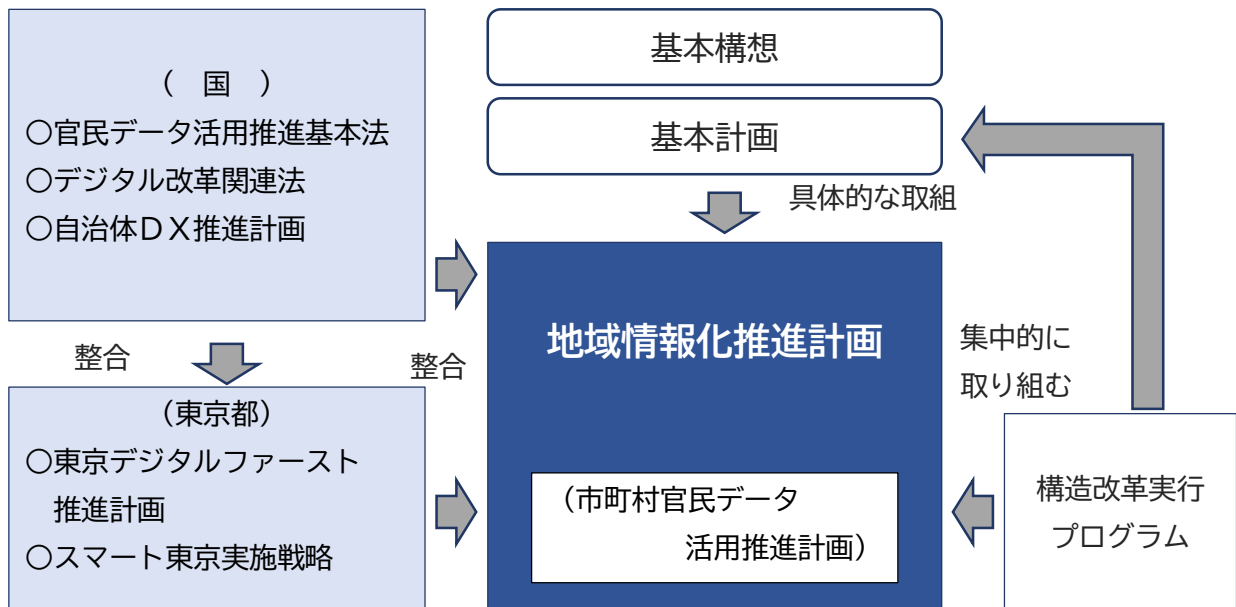 （　国　）
○官民データ活用推進基本法
○デジタル改革関連法
○自治体ＤＸ推進計画
整合
（東京都）
○東京デジタルファースト
推進計画
○スマート東京実施戦略
整合
基本構想
基本計画
具体的な取組
地域情報化推進計画
（市町村官民データ
活用推進計画）
集中的に
取り組む
構造改革実行
プログラム